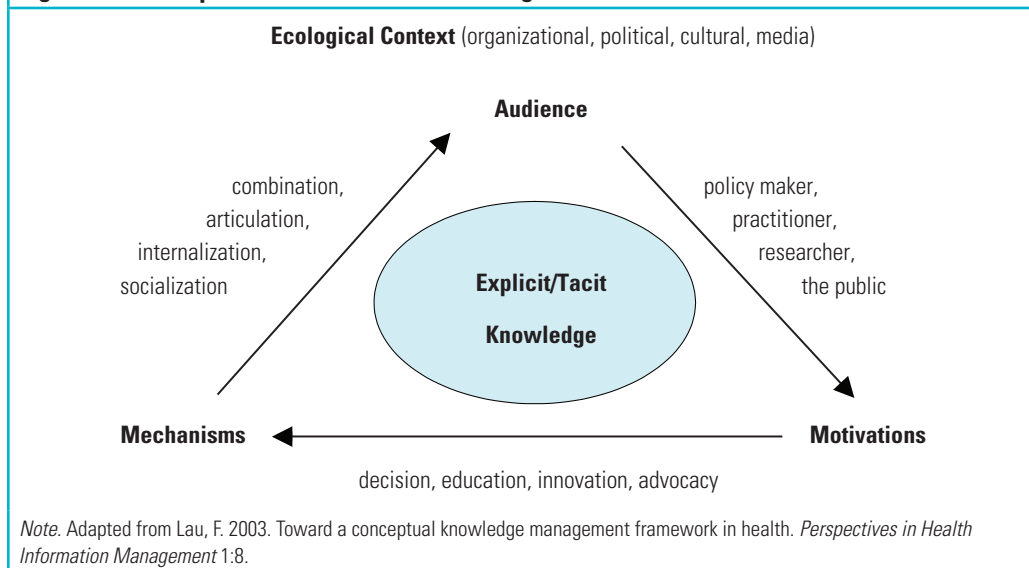 Ecological Context (organizational, political, cultural, media)
Audience
combination,
articulation,
internalization,
socialization
policy maker,
practitioner,
researcher,
the public
Explicit/Tacit
Knowledge
Mechanisms
Motivations
decision, education, innovation, advocacy
Note. Adapted from Lau, F. 2003. Toward a conceptual knowledge management framework in health. Perspectives in Health
Information Management 1:8.